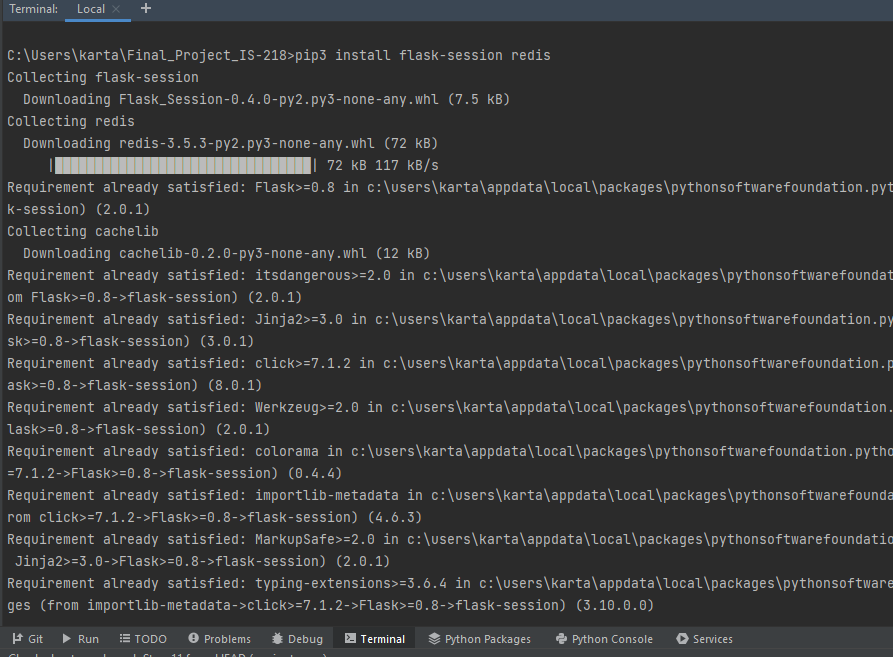 Terminal: Local × +
C:\Users\karta\Final_Project_IS-218>pip3 install flask-session redis
Collecting flask-session
  Downloading Flask_Session-0.4.0-py2.py3-none-any.whl (7.5 kB)
Collecting redis
  Downloading redis-3.5.3-py2.py3-none-any.whl (72 kB)
     |████████████████████████████████| 72 kB 117 kB/s
Requirement already satisfied: Flask>=0.8 in c:\users\karta\appdata\local\packages\pythonsoftwarefoundation.pyt
k-session) (2.0.1)
Collecting cachelib
  Downloading cachelib-0.2.0-py3-none-any.whl (12 kB)
Requirement already satisfied: itsdangerous>=2.0 in c:\users\karta\appdata\local\packages\pythonsoftwarefoundat
om Flask>=0.8->flask-session) (2.0.1)
Requirement already satisfied: Jinja2>=3.0 in c:\users\karta\appdata\local\packages\pythonsoftwarefoundation.py
sk>=0.8->flask-session) (3.0.1)
Requirement already satisfied: click>=7.1.2 in c:\users\karta\appdata\local\packages\pythonsoftwarefoundation.p
ask>=0.8->flask-session) (8.0.1)
Requirement already satisfied: Werkzeug>=2.0 in c:\users\karta\appdata\local\packages\pythonsoftwarefoundation.
lask>=0.8->flask-session) (2.0.1)
Requirement already satisfied: colorama in c:\users\karta\appdata\local\packages\pythonsoftwarefoundation.pytho
=7.1.2->Flask>=0.8->flask-session) (0.4.4)
Requirement already satisfied: importlib-metadata in c:\users\karta\appdata\local\packages\pythonsoftwarefounda
rom click>=7.1.2->Flask>=0.8->flask-session) (4.6.3)
Requirement already satisfied: MarkupSafe>=2.0 in c:\users\karta\appdata\local\packages\pythonsoftwarefoundatio
 Jinja2>=3.0->Flask>=0.8->flask-session) (2.0.1)
Requirement already satisfied: typing-extensions>=3.6.4 in c:\users\karta\appdata\local\packages\pythonsoftware
ges (from importlib-metadata->click>=7.1.2->Flask>=0.8->flask-session) (3.10.0.0)
Git Run TODO Problems Debug Terminal Python Packages Python Console Services